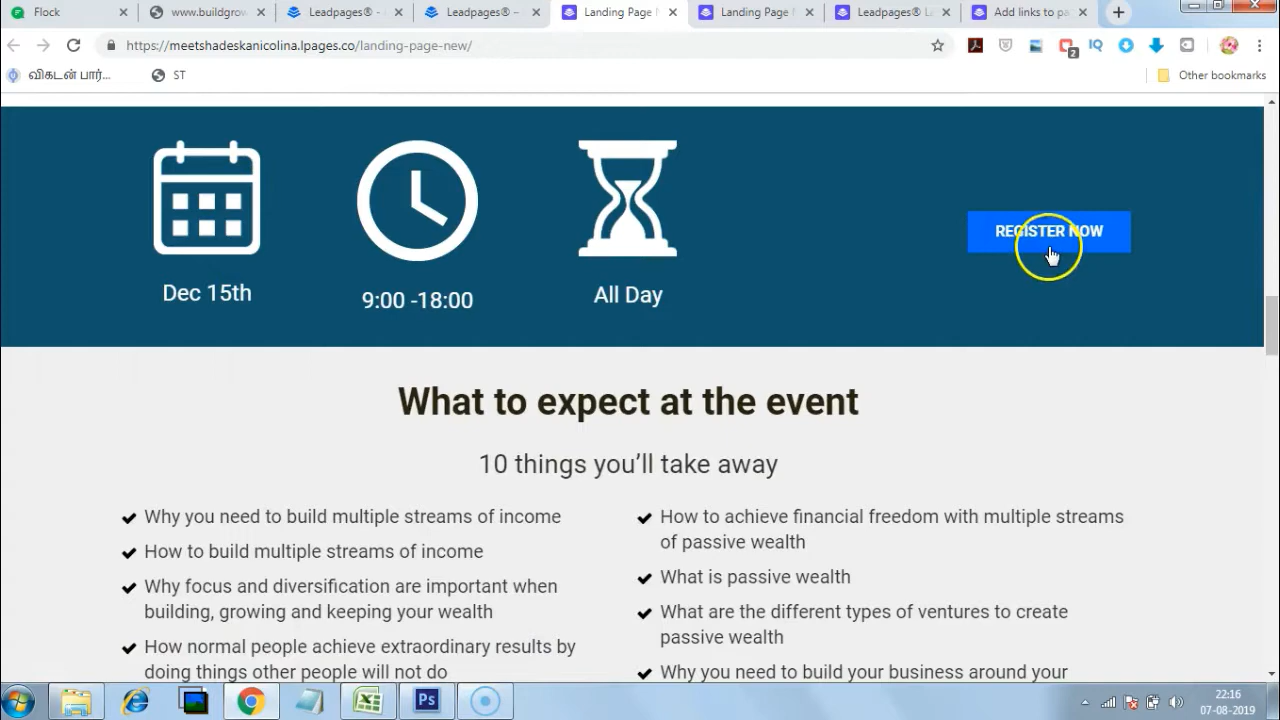 Flock
www.buildgrow
Leadpages® -
Leadpages® –
Landing Page
Landing Page
Leadpages® L
Add links to pa
https://meetshadeskaniciina.lpages.co/landing-page-new/
2
விகடன் பார்...
ST
Other bookmarks
Dec 15th
9:00 -18:00
All Day
REGISTER NOW
What to expect at the event
10 things you’ll take away
Why you need to build multiple streams of income
How to build multiple streams of income
Why focus and diversification are important when
building, growing and keeping your wealth
How normal people achieve extraordinary results by
doing things other people will not do
How to achieve financial freedom with multiple streams
of passive wealth
What is passive wealth
What are the different types of ventures to create
passive wealth
Why you need to build your business around your
Ps
22:16
07-08-2019